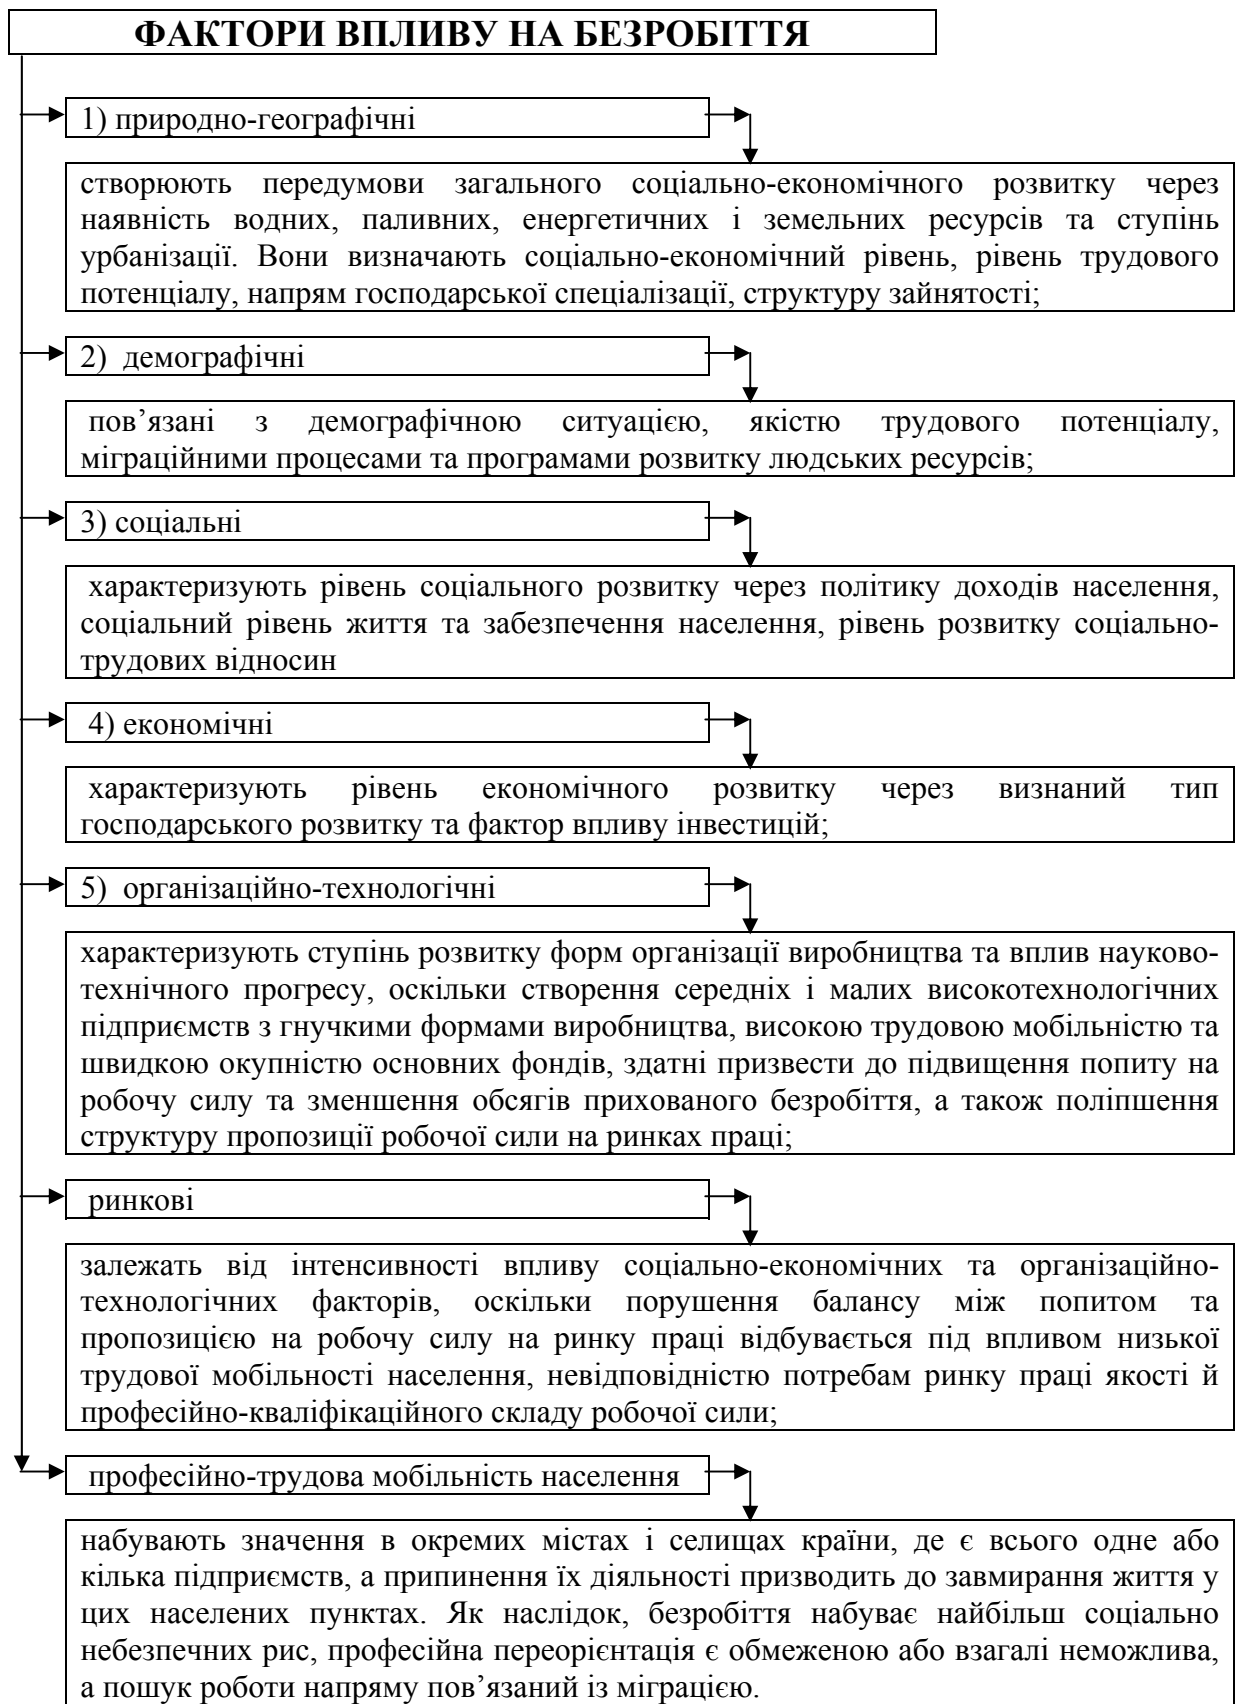 ФАКТОРИ ВПЛИВУ НА БЕЗРОБІТТЯ
1) природно-географічні
створюють передумови загального соціально-економічного розвитку через
наявність водних, паливних, енергетичних і земельних ресурсів та ступінь
урбанізації. Вони визначають соціально-економічний рівень, рівень трудового
потенціалу, напрям господарської спеціалізації, структуру зайнятості;
2) демографічні
пов’язані з демографічною ситуацією, якістю трудового потенціалу,
міграційними процесами та програмами розвитку людських ресурсів;
3) соціальні
характеризують рівень соціального розвитку через політику доходів населення,
соціальний рівень життя та забезпечення населення, рівень розвитку соціально-
трудових відносин
4) економічні
характеризують рівень економічного розвитку через визнаний тип
господарського розвитку та фактор впливу інвестицій;
5) організаційно-технологічні
характеризують ступінь розвитку форм організації виробництва та вплив науково-
технічного прогресу, оскільки створення середніх і малих високотехнологічних
підприємств з гнучкими формами виробництва, високою трудовою мобільністю та
швидкою окупністю основних фондів, здатні призвести до підвищення попиту на
робочу силу та зменшення обсягів прихованого безробіття, а також поліпшення
структуру пропозиції робочої сили на ринках праці;
ринкові
залежать від інтенсивності впливу соціально-економічних та організаційно-
технологічних факторів, оскільки порушення балансу між попитом та
пропозицією на робочу силу на ринку праці відбувається під впливом низької
трудової мобільності населення, невідповідністю потребам ринку праці якості й
професійно-кваліфікаційного складу робочої сили;
професійно-трудова мобільність населення
набувають значення в окремих містах і селищах країни, де є всього одне або
кілька підприємств, а припинення їх діяльності призводить до завмирання життя у
цих населених пунктах. Як наслідок, безробіття набуває найбільш соціально
небезпечних рис, професійна переорієнтація є обмеженою або взагалі неможлива,
а пошук роботи напряму пов’язаний із міграцією.